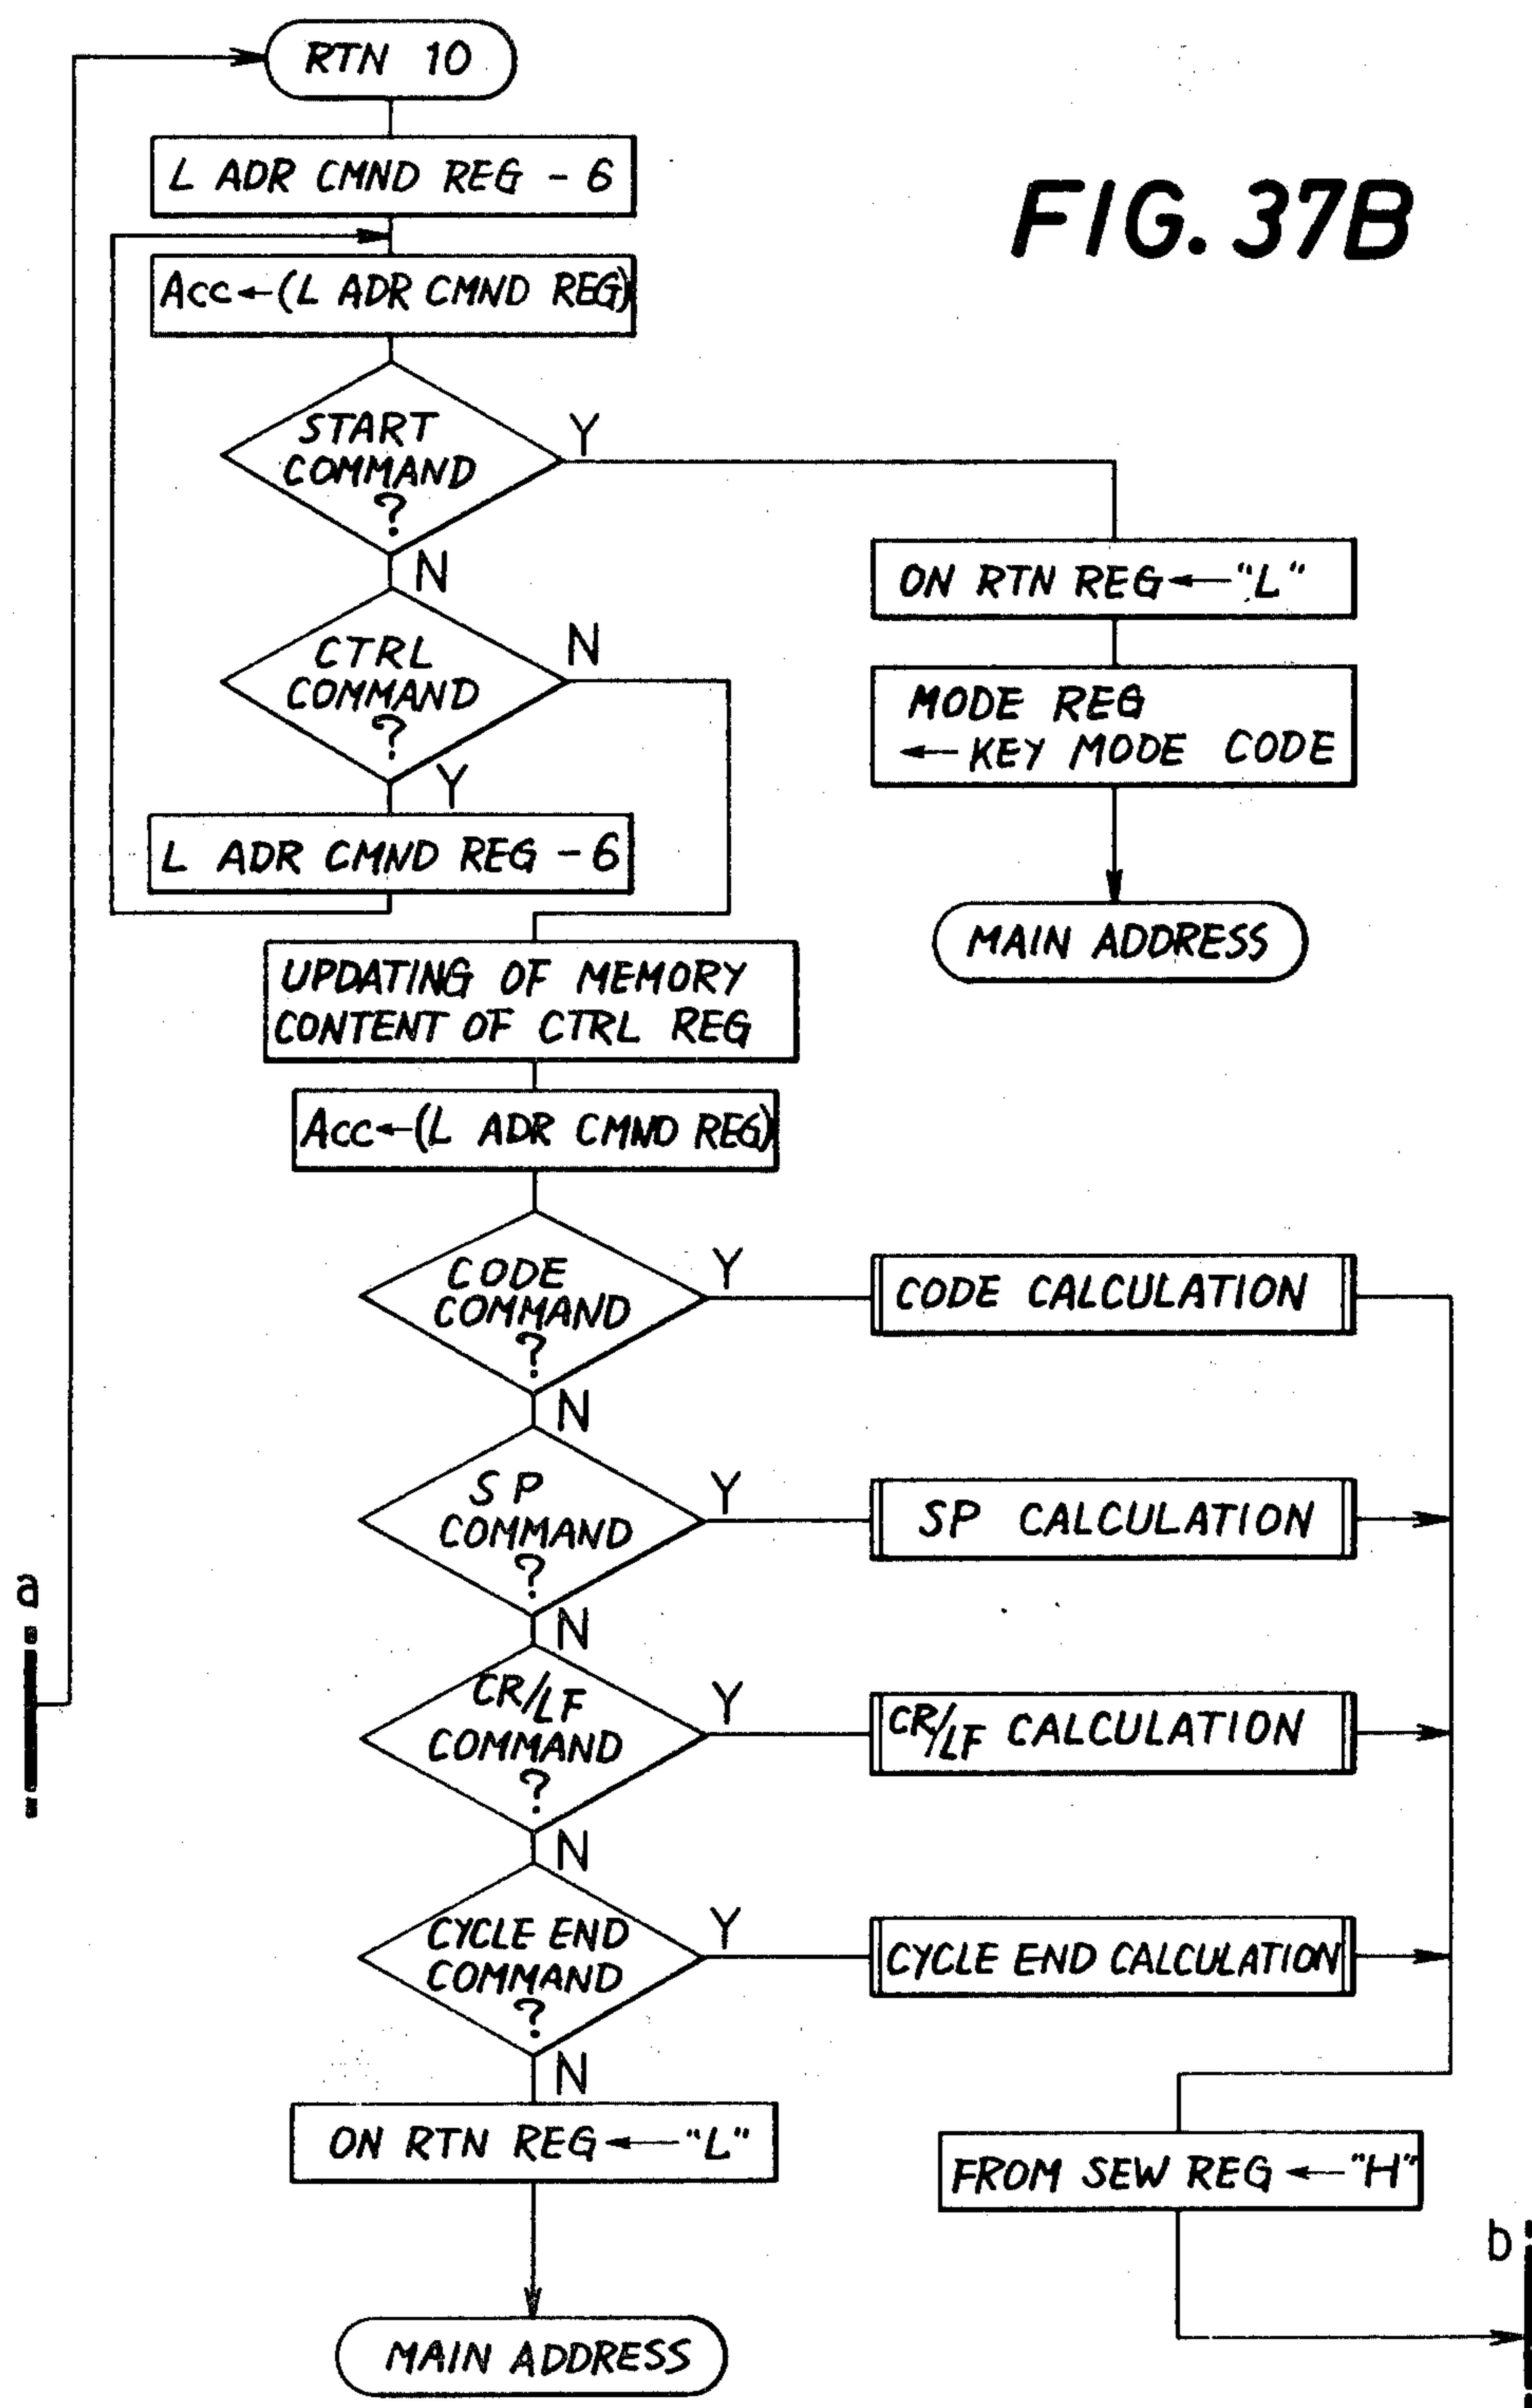 RTN 10
L ADR CMND REG - 6
FIG. 37B
Acc←(L ADR CMND REG)
START
COMMAND
?
Y
N
ON RTN REG ← "L"
CTRL
COMMAND
?
N
Y
MODE REG
← KEY MODE CODE
L ADR CMND REG - 6
MAIN ADDRESS
UPDATING OF MEMORY
CONTENT OF CTRL REG
Acc←(L ADR CMND REG)
CODE
COMMAND
?
Y
CODE CALCULATION
N
SP
COMMAND
?
Y
SP CALCULATION
N
a
CR/LF
COMMAND
?
Y
CR/LF CALCULATION
N
CYCLE END
COMMAND
?
Y
CYCLE END CALCULATION
N
ON RTN REG ← "L"
FROM SEW REG ← "H"
b
MAIN ADDRESS